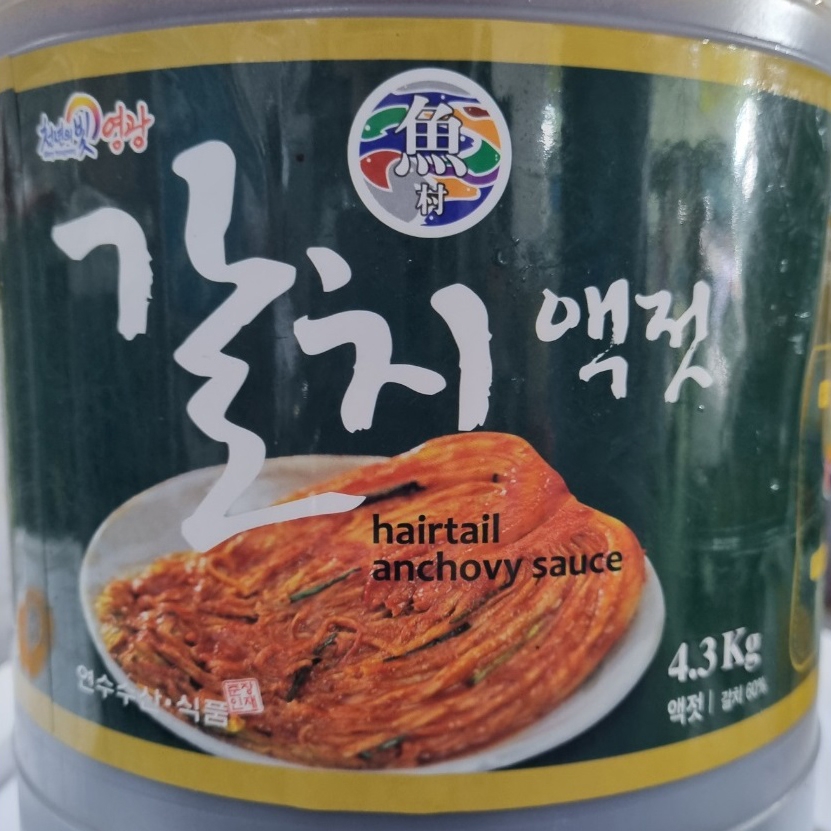 천년의 빛 영광
魚
村
갈치 액젓
hairtail
anchovy sauce
4.3Kg
액젓 | 갈치 60%
연수수산·식품